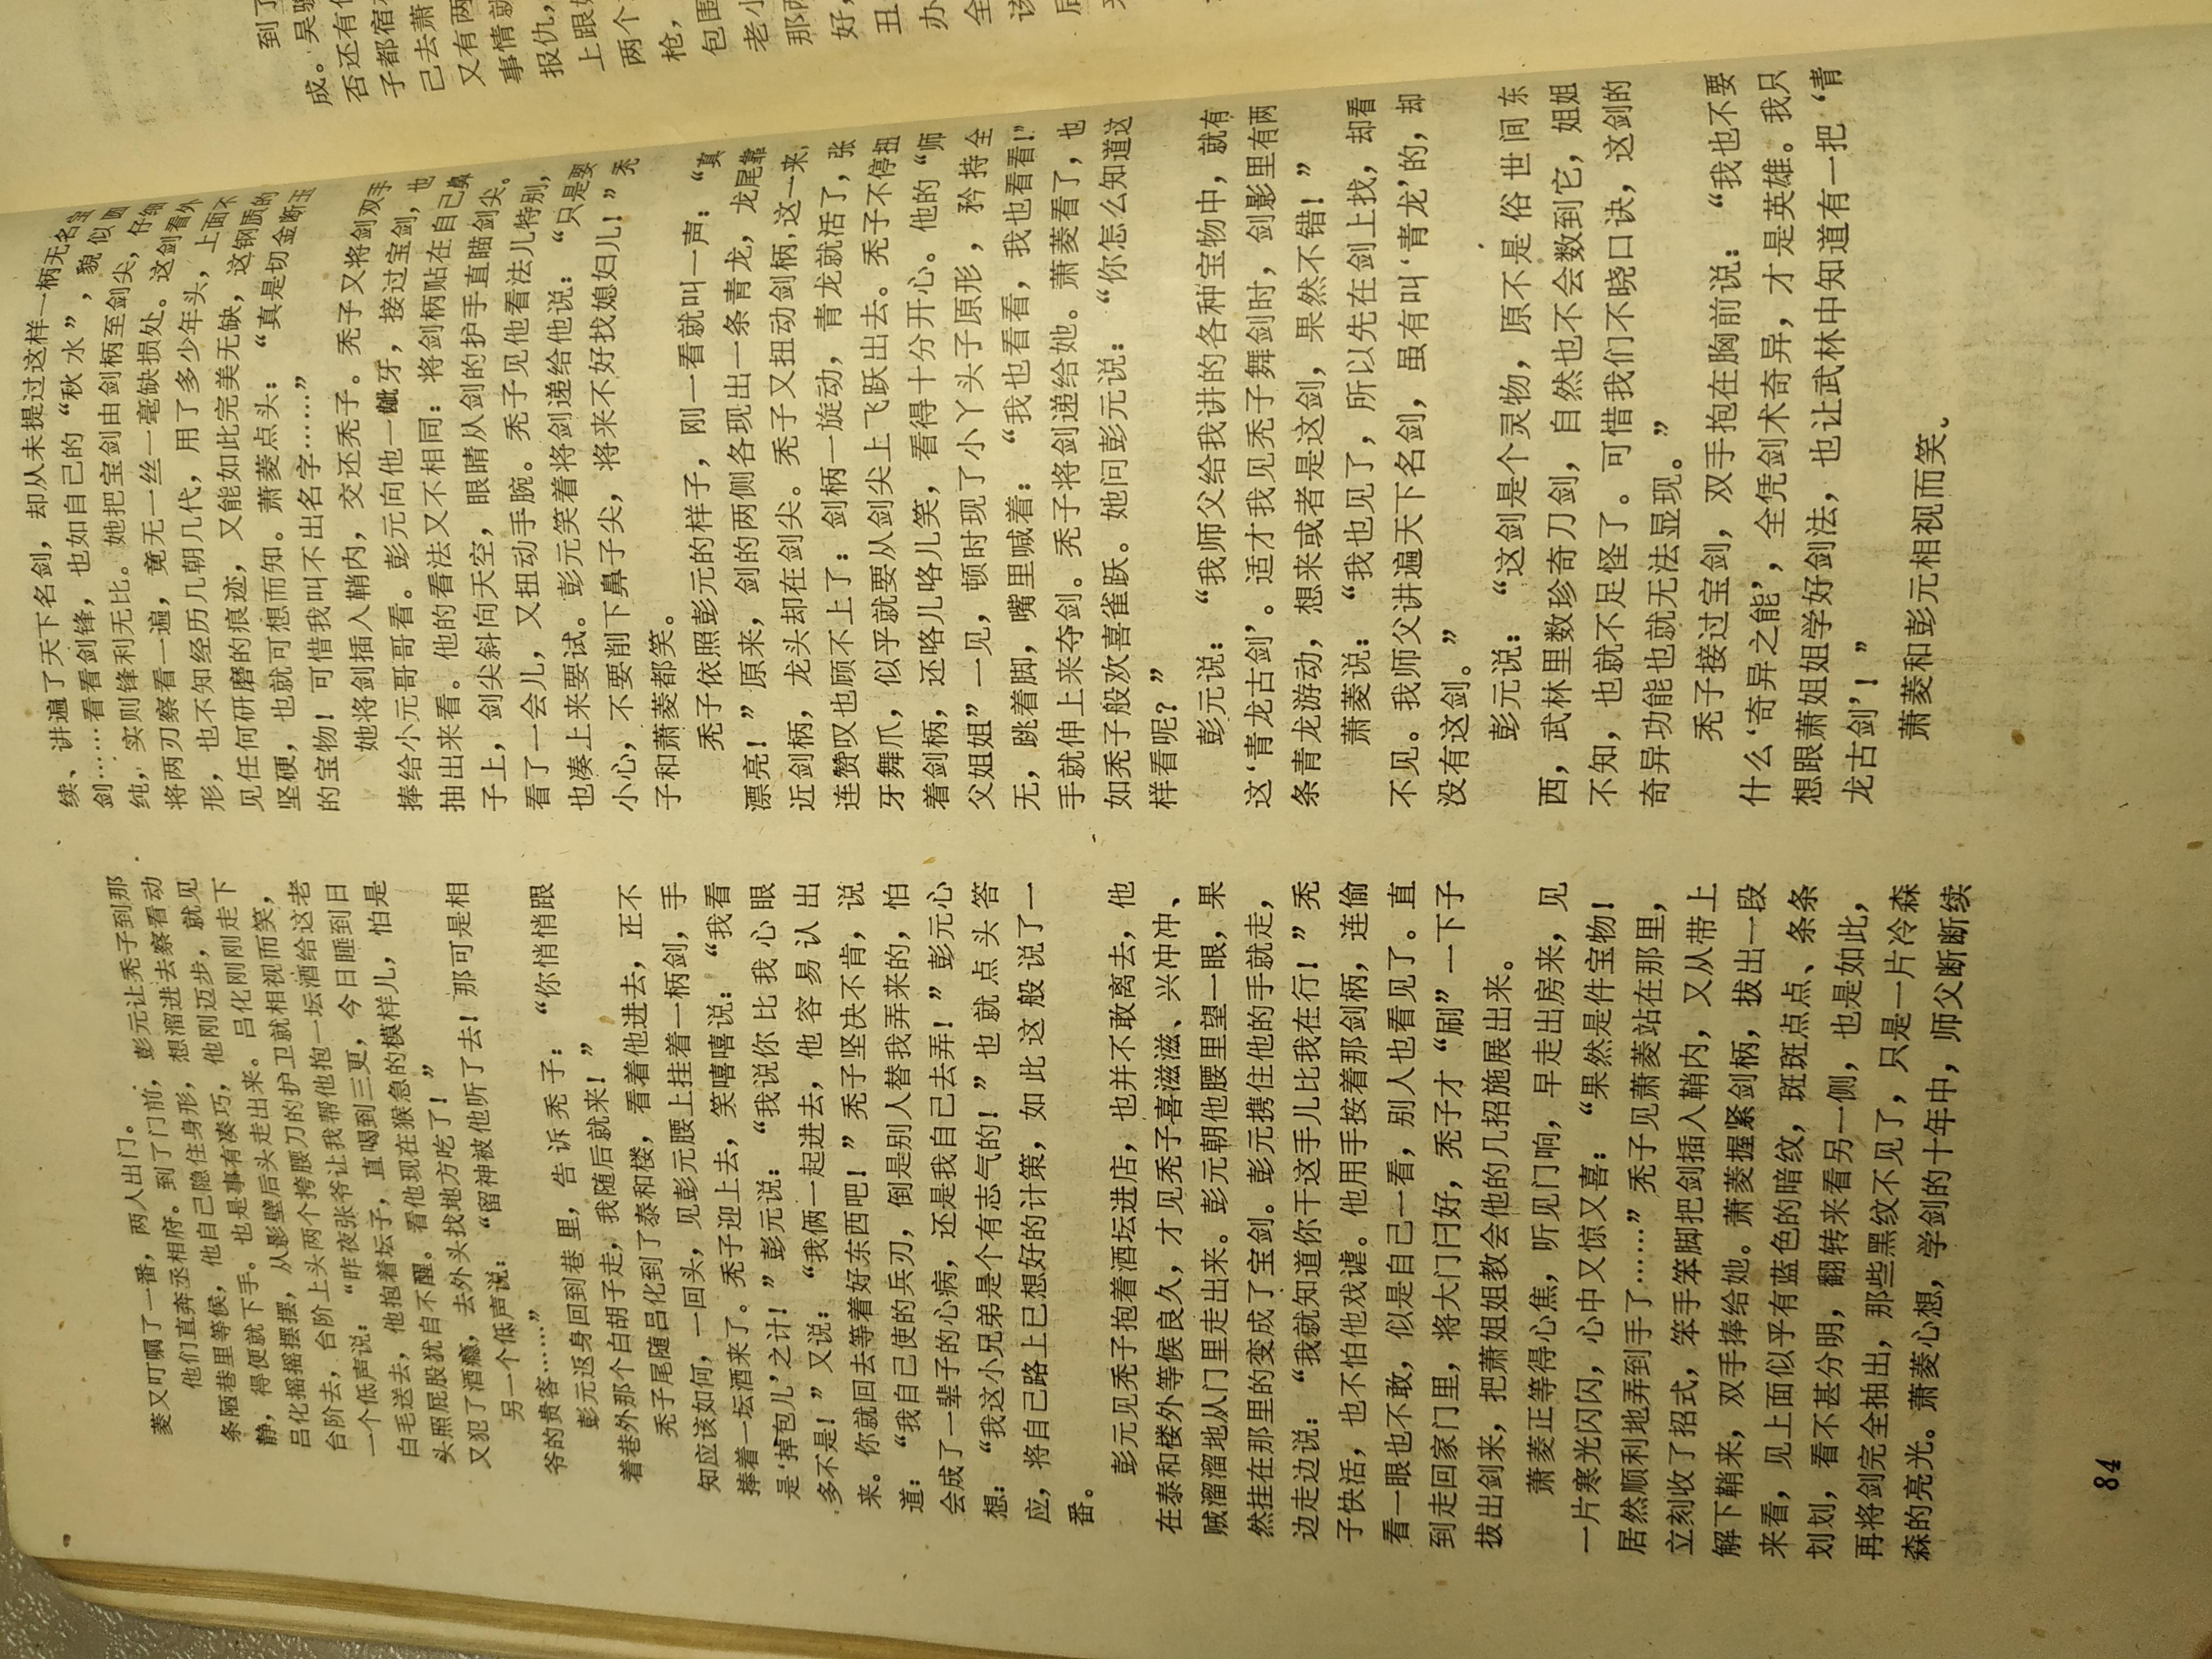 菱又叮嘱了一番，两人出门。
他们直奔丞相府。到了门前，彭元让秃子到那
条陋巷里等候，他自己隐住身形，想溜进去察看动
静，得便就下手。也是事有凑巧，他刚迈步，就见
吕化摇摇摆摆，从影壁后头走出来。吕化刚刚走下
台阶去，台阶上头两个挎腰刀的护卫就相视而笑，
一个低声说：“昨夜张爷让我帮他抱一坛酒给这老
白毛送去，他抱着坛子，直喝到三更，今日睡到日
头照屁股犹自不醒。看他现在猴急的模样儿，怕是
又犯了酒瘾，去外头找地方吃了！”
另一个低声说：“留神被他听了去！那可是相
爷的贵客……”
彭元返身回到巷里，告诉秃子：“你悄悄跟
着巷外那个白胡子走，我随后就来！”
秃子尾随吕化到了泰和楼，看着他进去，正不
知应该如何，一回头，见彭元腰上挂着一柄剑，手
捧着一坛酒来了。秃子迎上去，笑嘻嘻说：“我看
是‘掉包儿’之计！”彭元说：“我说你比我心眼
多不是！”又说：“我俩一起进去，他容易认出
来。你就回去等着好东西吧！”秃子坚决不肯，说
道：“我自己使的兵刃，倒是别人替我弄来的，怕
会成了一辈子的心病，还是我自己去弄！”彭元心
想：“我这小兄弟是个有志气的！”也就点头答
应，将自己路上已想好的计策，如此这般说了一
番。
彭元见秃子抱着酒坛进店，也并不敢离去，他
在泰和楼外等侯良久，才见秃子喜滋滋、兴冲冲、
贼溜溜地从门里走出来。彭元朝他腰里望一眼，果
然挂在那里的变成了宝剑。彭元携住他的手就走，
边走边说：“我就知道你干这手儿比我在行！”秃
子快活，也不怕他戏谑。他用手按着那剑柄，连偷
看一眼也不敢，似是自己一看，别人也看见了。直
到走回家门里，将大门闩好，秃子才“刷”一下子
拔出剑来，把萧姐姐教会他的几招施展出来。
萧菱正等得心焦，听见门响，早走出房来，见
一片寒光闪闪，心中又惊又喜：“果然是件宝物！
居然顺利地弄到手了……”秃子见萧菱站在那里，
立刻收了招式，笨手笨脚把剑插入鞘内，又从带上
解下鞘来，双手捧给她。萧菱握紧剑柄，拔出一段
来看，见上面似乎有蓝色的暗纹，斑斑点点、条条
划划，看不甚分明，翻转来看另一侧，也是如此，
再将剑完全抽出，那些黑纹不见了，只是一片冷森
森的亮光。萧菱心想，学剑的十年中，师父断断续
续、讲遍了天下名剑，却从未提过这样一柄无名
剑……看看剑锋，也如自己的“秋水”，貌似
纯，实则锋利无比。她把宝剑由剑柄至剑尖，仔细
将两刃察看一遍，竟无一丝一毫缺损处。这剑看外
形，也不知经历几朝几代，用了多少年头，上面不
见任何研磨的痕迹，又能如此完美无缺，这钢质的
坚硬，也就可想而知。萧菱点头：“真是切金断玉
的宝物！可惜我叫不出名字……”
她将剑插入鞘内，交还秃子。秃子又将剑双手
捧给小元哥哥看。彭元向他一龇牙，接过宝剑，也
抽出来看。他的看法又不相同：将剑柄贴在自己鼻
子上，剑尖斜向天空，眼睛从剑的护手直瞄剑尖。
看了一会儿，又扭动手腕。秃子见他看法儿特别，
也凑上来要试。彭元笑着将剑递给他说：“只是要
小心，不要削下鼻子尖，将来不好找媳妇儿！”秃
子和萧菱都笑。
秃子依照彭元的样子，刚一看就叫一声：“真
漂亮！”原来，剑的两侧各现出一条青龙，龙尾靠
近剑柄，龙头却在剑尖。秃子又扭动剑柄，这一来，
连赞叹也顾不上了：剑柄一旋动，青龙就活了，张
牙舞爪，似乎就要从剑尖上飞跃出去。秃子不停扭
着剑柄，还咯儿咯儿笑，看得十分开心。他的“师
父姐姐”一见，顿时现了小丫头子原形，矜持全
无，跳着脚，嘴里喊着：“我也看看，我也看看！”
手就伸上来夺剑。秃子将剑递给她。萧菱看了，也
如秃子般欢喜雀跃。她问彭元说：“你怎么知道这
样看呢？”
彭元说：“我师父给我讲的各种宝物中，就有
这‘青龙古剑’。适才我见秃子舞剑时，剑影里有两
条青龙游动，想来或者是这剑，果然不错！”
萧菱说：“我也见了，所以先在剑上找，却看
不见。我师父讲遍天下名剑，虽有叫‘青龙’的，却
没有这剑。”
彭元说：“这剑是个灵物，原不是俗世间东
西，武林里数珍奇刀剑，自然也不会数到它，姐姐
不知，也就不足怪了。可惜我们不晓口诀，这剑的
奇异功能也就无法显现。”
秃子接过宝剑，双手抱在胸前说：“我也不要
什么‘奇异之能’，全凭剑术奇异，才是英雄。我只
想跟萧姐姐学好剑法，也让武林中知道有一把‘青
龙古剑’！”
萧菱和彭元相视而笑。
84
到了
成。吴骏
否还有
子都宿
己去萧
又有两
事情就
报仇，
上跟
两个
枪，
包围
老小
那两
好，
丑
办
全
该